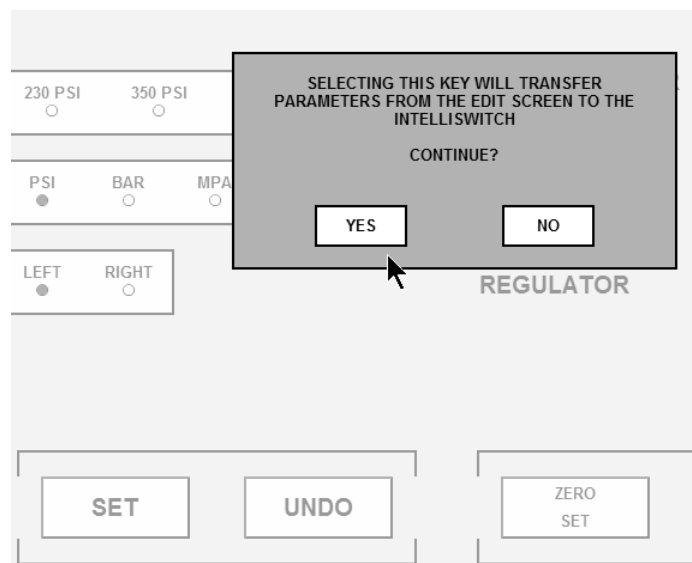 SELECTING THIS KEY WILL TRANSFER
PARAMETERS FROM THE EDIT SCREEN TO THE
INTELLISWITCH
CONTINUE?
YES NO
230 PSI 350 PSI
PSI BAR MPA
LEFT RIGHT
REGULATOR
SET UNDO
ZERO
SET